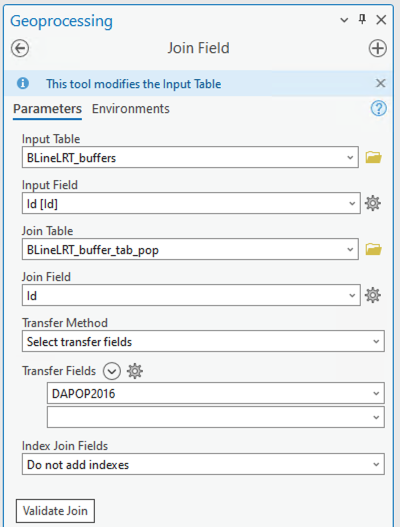 Geoprocessing
Join Field
This tool modifies the Input Table
Parameters Environments
Input Table
BLineLRT_buffers
Input Field
Id [Id]
Join Table
BLineLRT_buffer_tab_pop
Join Field
Id
Transfer Method
Select transfer fields
Transfer Fields
DAPOP2016
Index Join Fields
Do not add indexes
Validate Join